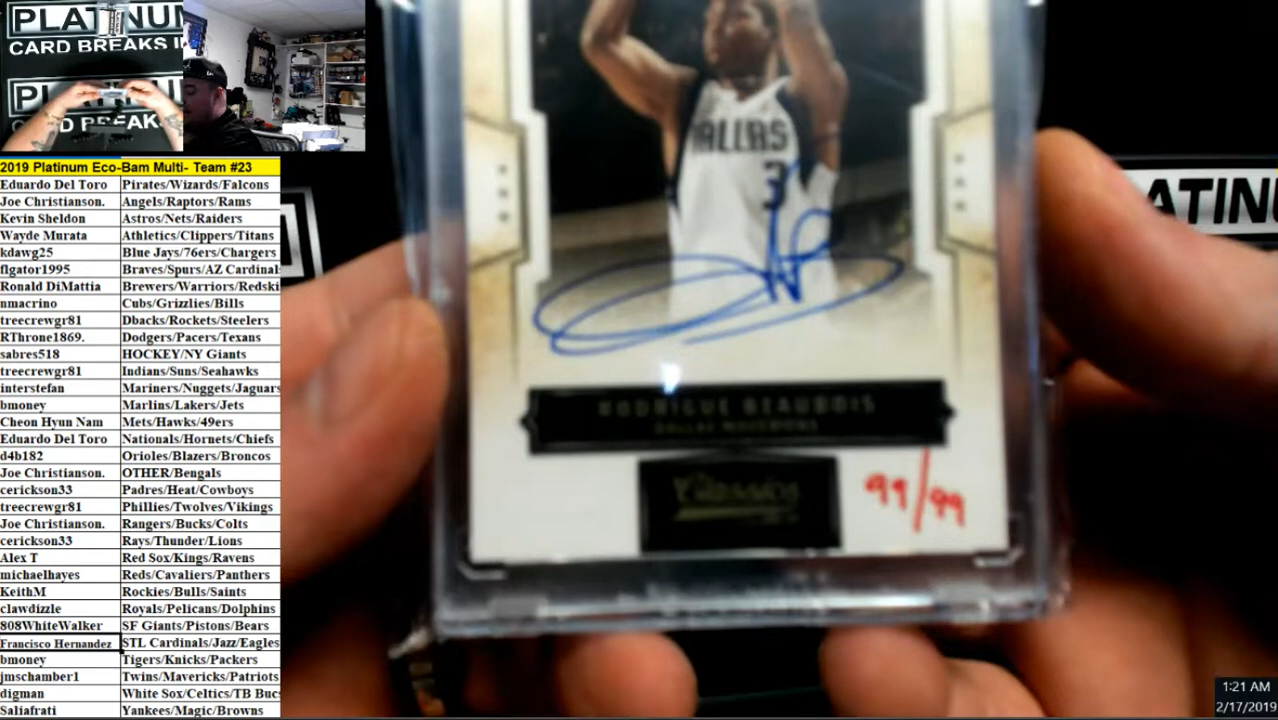 PLATINU
CARD BREAKS I
PLATINU
D BREAK
2019 Platinum Eco-Bam Multi- Team #23
Eduardo Del Toro Pirates/Wizards/Falcons
Joe Christianson. Angels/Raptors/Rams
Kevin Sheldon Astros/Nets/Raiders
Wayde Murata Athletics/Clippers/Titans
kdawg25 Blue Jays/76ers/Chargers
flgator1995 Braves/Spurs/AZ Cardinal
Ronald DiMattia Brewers/Warriors/Redski
nmacrino Cubs/Grizzlies/Bills
treecrewgr81 Dbacks/Rockets/Steelers
RThrone1869. Dodgers/Pacers/Texans
sabres518 HOCKEY/NY Giants
treecrewgr81 Indians/Suns/Seahawks
interstefan Mariners/Nuggets/Jaguars
bmoney Marlins/Lakers/Jets
Cheon Hyun Nam Mets/Hawks/49ers
Eduardo Del Toro Nationals/Hornets/Chiefs
d4b182 Orioles/Blazers/Broncos
Joe Christianson. OTHER/Bengals
cerickson33 Padres/Heat/Cowboys
treecrewgr81 Phillies/Twolves/Vikings
Joe Christianson. Rangers/Bucks/Colts
cerickson33 Rays/Thunder/Lions
Alex T Red Sox/Kings/Ravens
michaelhayes Reds/Cavaliers/Panthers
KeithM Rockies/Bulls/Saints
clawdizzle Royals/Pelicans/Dolphins
808WhiteWalker SF Giants/Pistons/Bears
Francisco Hernandez STL Cardinals/Jazz/Eagles
bmoney Tigers/Knicks/Packers
jmschamber1 Twins/Mavericks/Patriots
digman White Sox/Celtics/TB Bucs
Saliafrati Yankees/Magic/Browns
DALLAS
3
RODRIGUE BEAUBOIS
DALLAS MAVERICKS
Classics
99/99
ATINU
1:21 AM
2/17/2019